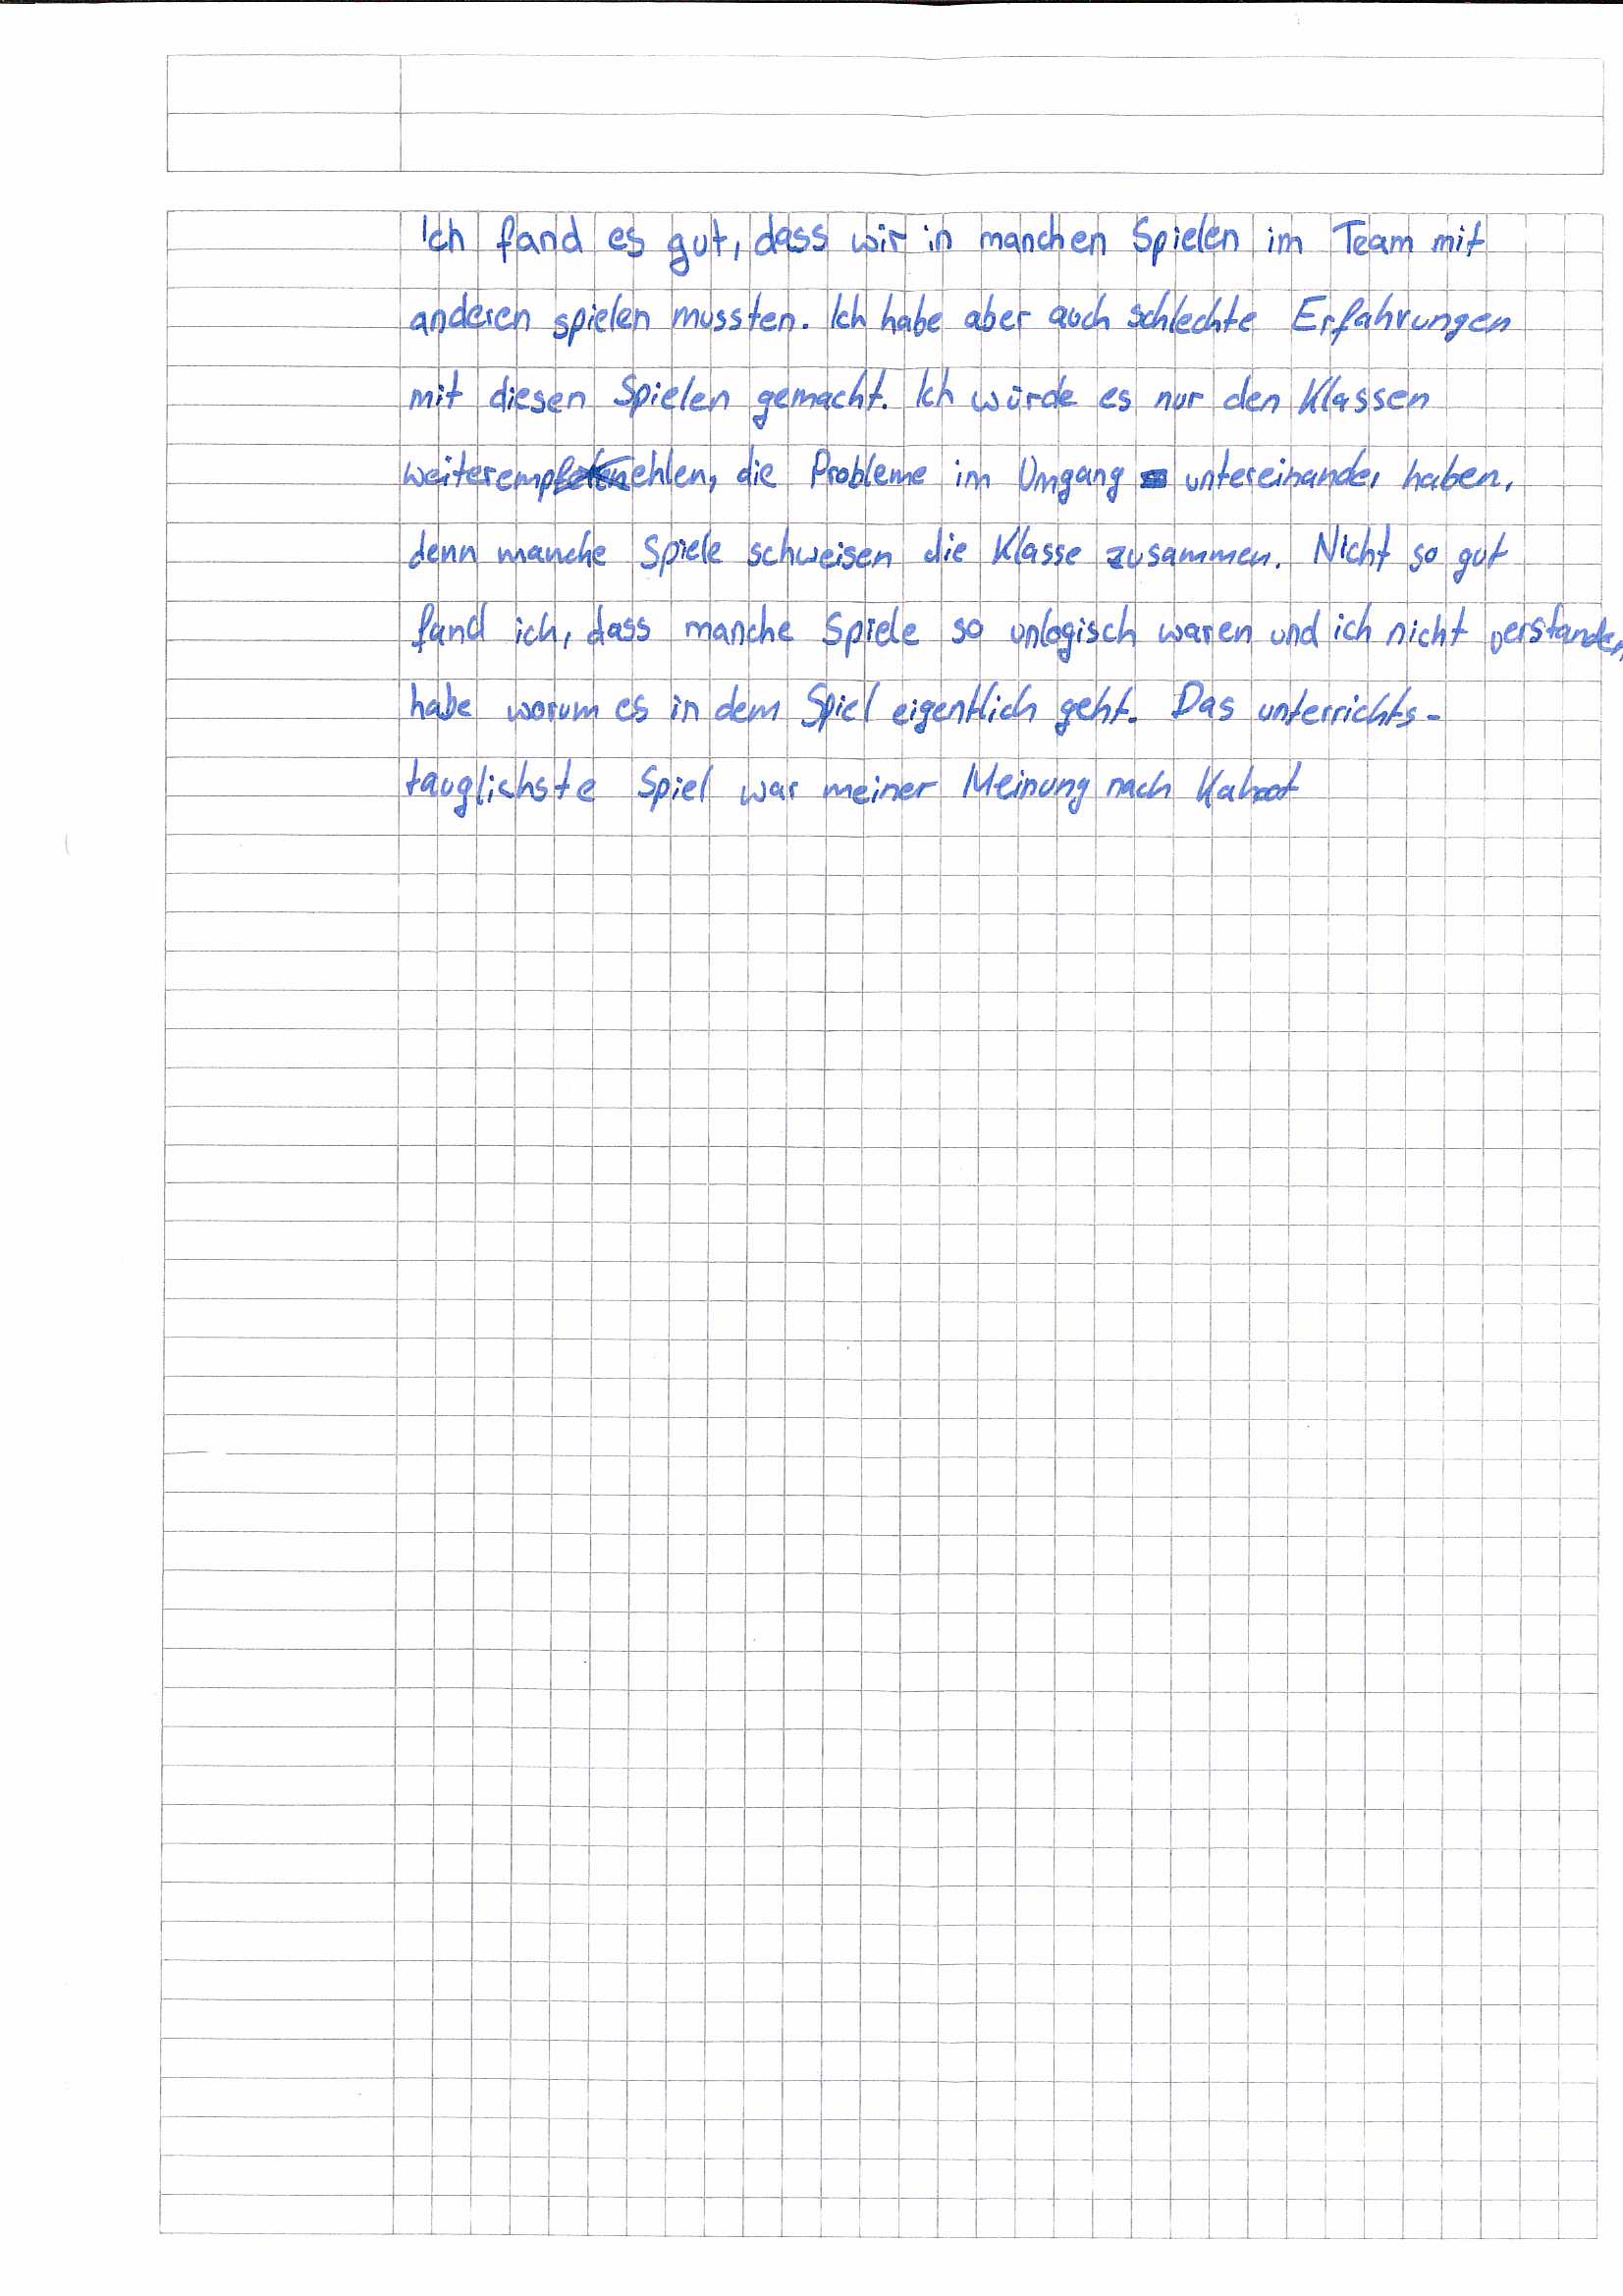 Ich fand es gut, dass wir in manchen Spielen im Team mit
anderen spielen mussten. Ich habe aber auch schlechte Erfahrungen
mit diesen Spielen gemacht. Ich würde es nur den Klassen
weiterempfehlen, die Probleme im Umgang untereinander haben,
denn manche Spiele schweisen die Klasse zusammen. Nicht so gut
fand ich, dass manche Spiele so unlogisch waren und ich nicht verstanden
habe worum es in dem Spiel eigentlich geht. Das unterrichts-
tauglichste Spiel war meiner Meinung nach Kahoot